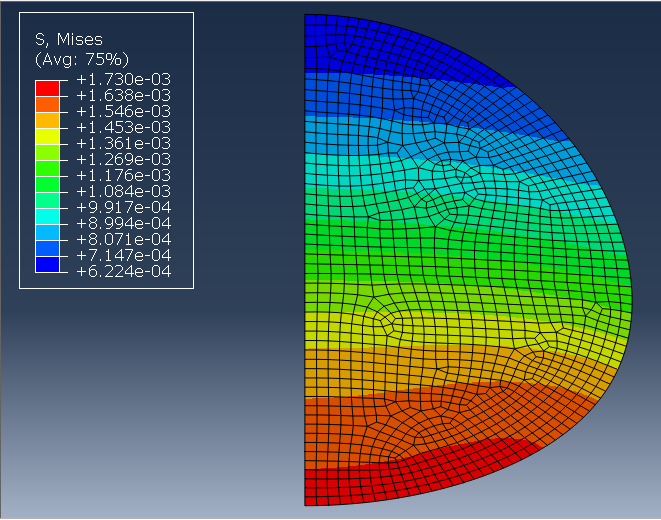 S, Mises
(Avg: 75%)
+1.730e-03
+1.638e-03
+1.546e-03
+1.453e-03
+1.361e-03
+1.269e-03
+1.176e-03
+1.084e-03
+9.917e-04
+8.994e-04
+8.071e-04
+7.147e-04
+6.224e-04